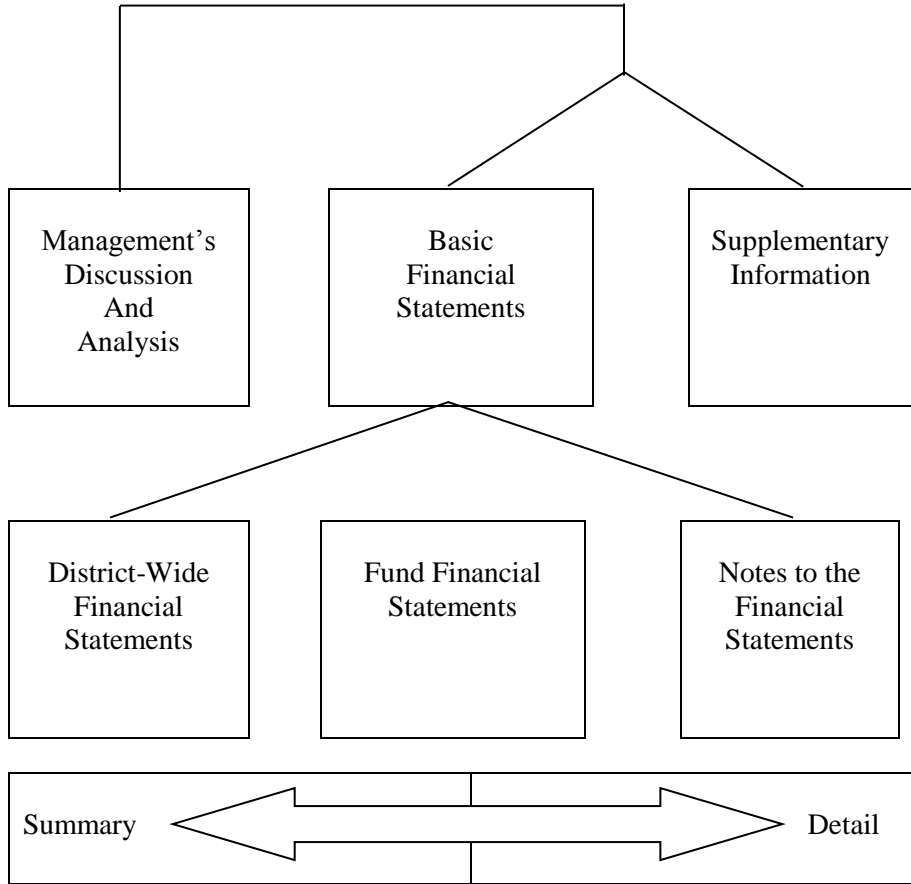 Management’s
Discussion
And
Analysis
Basic
Financial
Statements
Supplementary
Information
District-Wide
Financial
Statements
Fund Financial
Statements
Notes to the
Financial
Statements
Summary
Detail